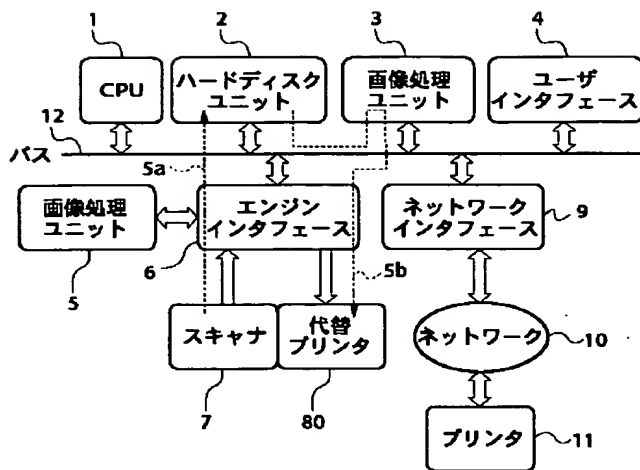 1
2
3
4
CPU
ハードディスク
ユニット
画像処理
ユニット
ユーザ
インタフェース
12
バス
5a
画像処理
ユニット
エンジン
インタフェース
ネットワーク
インタフェース
9
5
6
5b
スキャナ
代替
プリンタ
ネットワーク
10
7
80
プリンタ
11